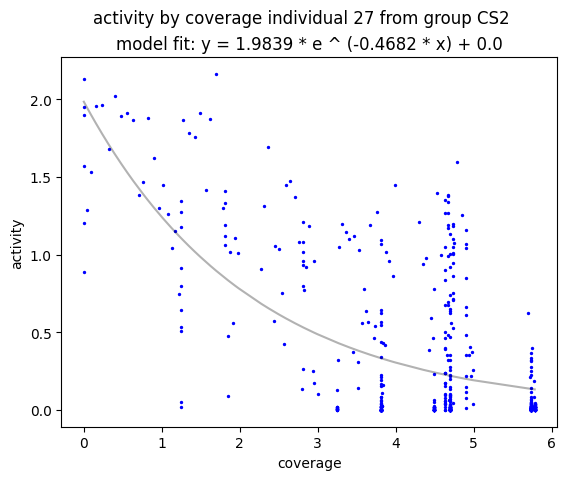 activity by coverage individual 27 from group CS2
model fit: y = 1.9839 * e ^ (-0.4682 * x) + 0.0
2.0
1.5
1.0
0.5
0.0
activity
0 1 2 3 4 5 6
coverage